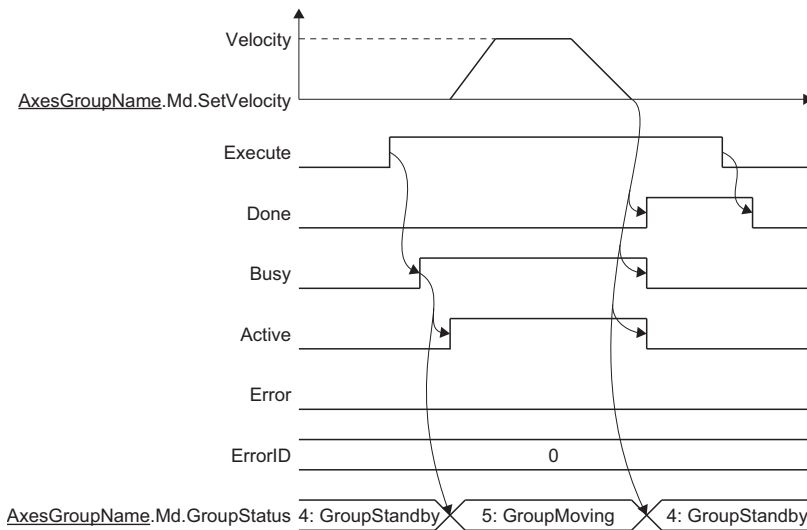 Velocity
AxesGroupName.Md.SetVelocity
Execute
Done
Busy
Active
Error
ErrorID
0
AxesGroupName.Md.GroupStatus 4: GroupStandby 5: GroupMoving 4: GroupStandby